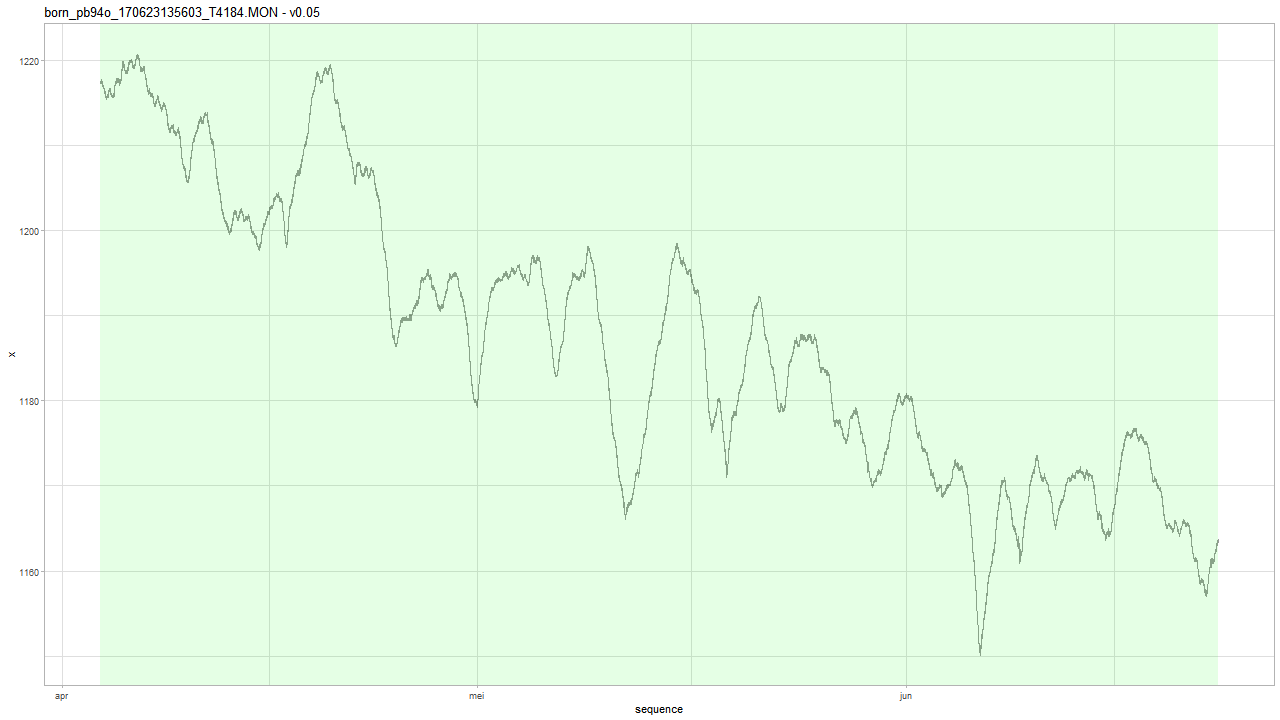 born_pb94o_170623135603_T4184.MON - v0.05
1220
1200
1180
1160
x
apr
mei
jun
sequence